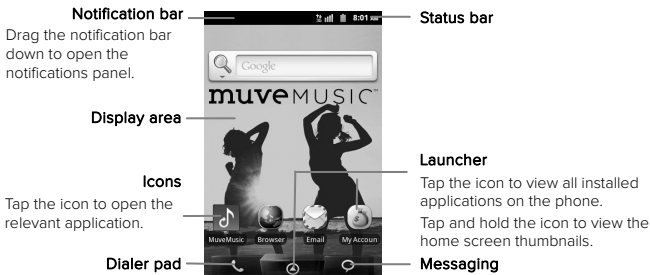 Notification bar
Drag the notification bar
down to open the
notifications panel.
Display area
Icons
Tap the icon to open the
relevant application.
Dialer pad
8:01 AM
Google
muveMUSIC™
MuveMusic
Browser
Email
My Accoun
Status bar
Launcher
Tap the icon to view all installed
applications on the phone.
Tap and hold the icon to view the
home screen thumbnails.
Messaging